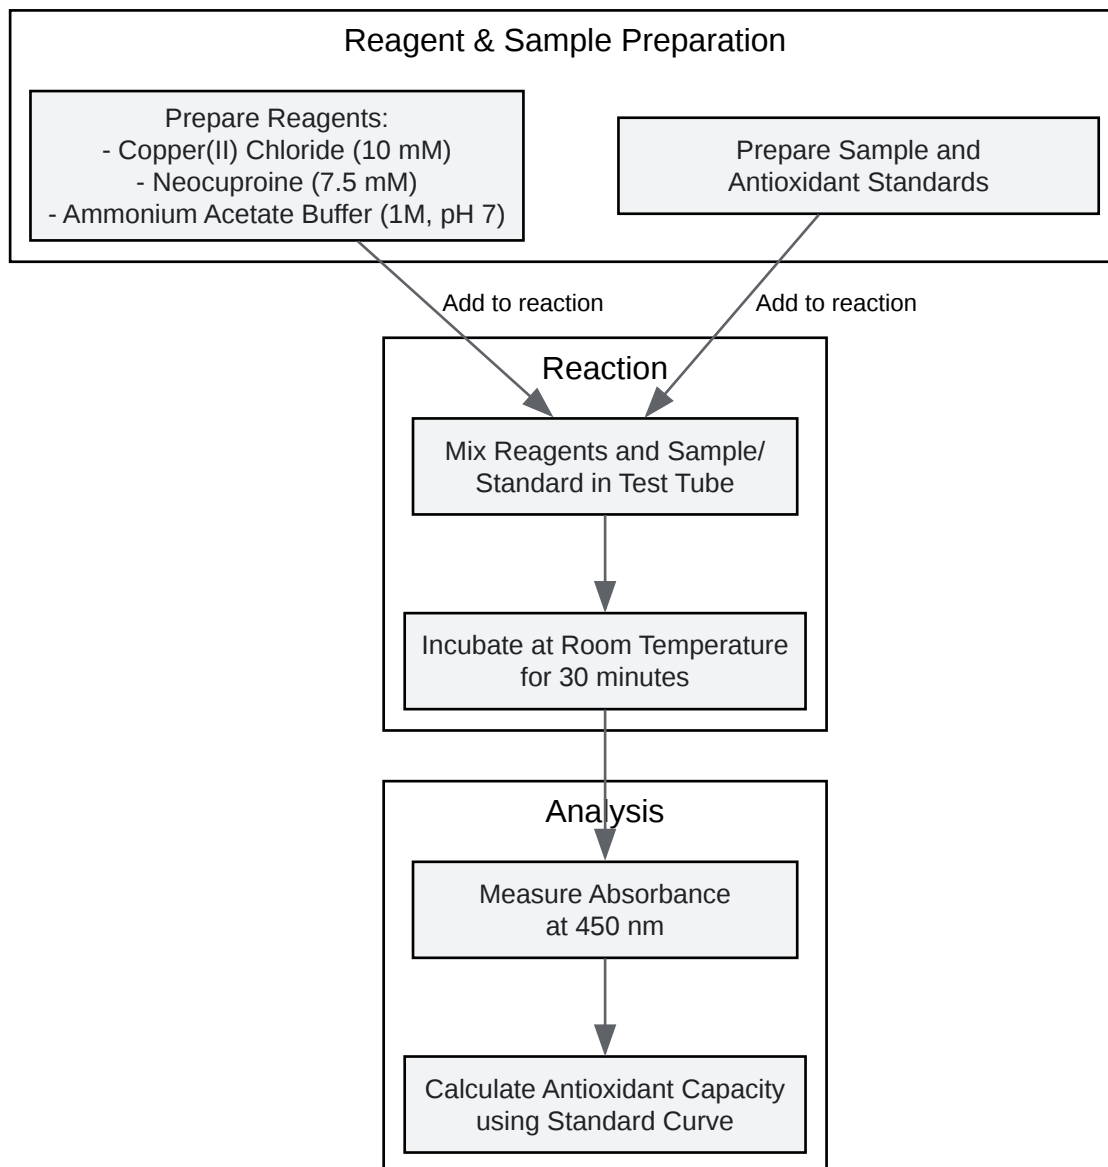 Reagent & Sample Preparation
Prepare Reagents:
- Copper(II) Chloride (10 mM)
- Neocuproine (7.5 mM)
- Ammonium Acetate Buffer (1M, pH 7)
Prepare Sample and
Antioxidant Standards
Add to reaction
Add to reaction
Reaction
Mix Reagents and Sample/
Standard in Test Tube
Incubate at Room Temperature
for 30 minutes
Analysis
Measure Absorbance
at 450 nm
Calculate Antioxidant Capacity
using Standard Curve